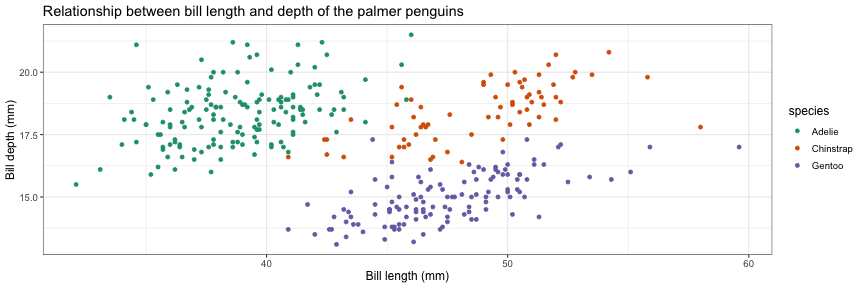 Relationship between bill length and depth of the palmer penguins
Bill depth (mm)
20.0
17.5
15.0
40
50
60
Bill length (mm)
species
Adelie
Chinstrap
Gentoo